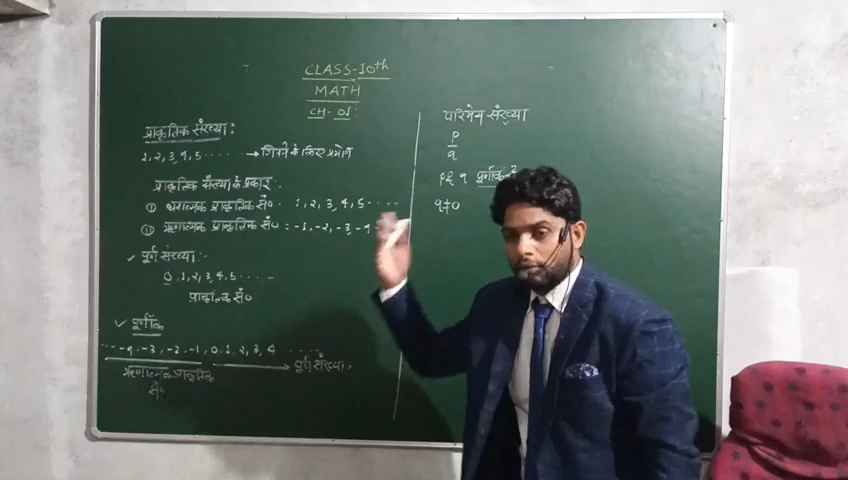 CLASS-10th
MATH
CH-01
प्राकृतिक संख्या:
1, 2, 3, 4, 5 ...... → गिनने के लिए प्रयोग
प्राकृतिक संख्या के प्रकार.
① धनात्मक प्राकृतिक सं० : 1, 2, 3, 4, 5 ....
② ऋणात्मक प्राकृतिक सं० : -1, -2, -3, -4
✓ पूर्ण संख्या:-
0, 1, 2, 3, 4, 5 ....
प्राकृतिक सं०
✓ पूर्णांक
--- -4, -3, -2, -1, 0, 1, 2, 3, 4 .....
ऋणात्मक प्राकृतिक
सं०
पूर्ण संख्या
परिमेय संख्या
P
q
P & q पूर्णांक
q≠0